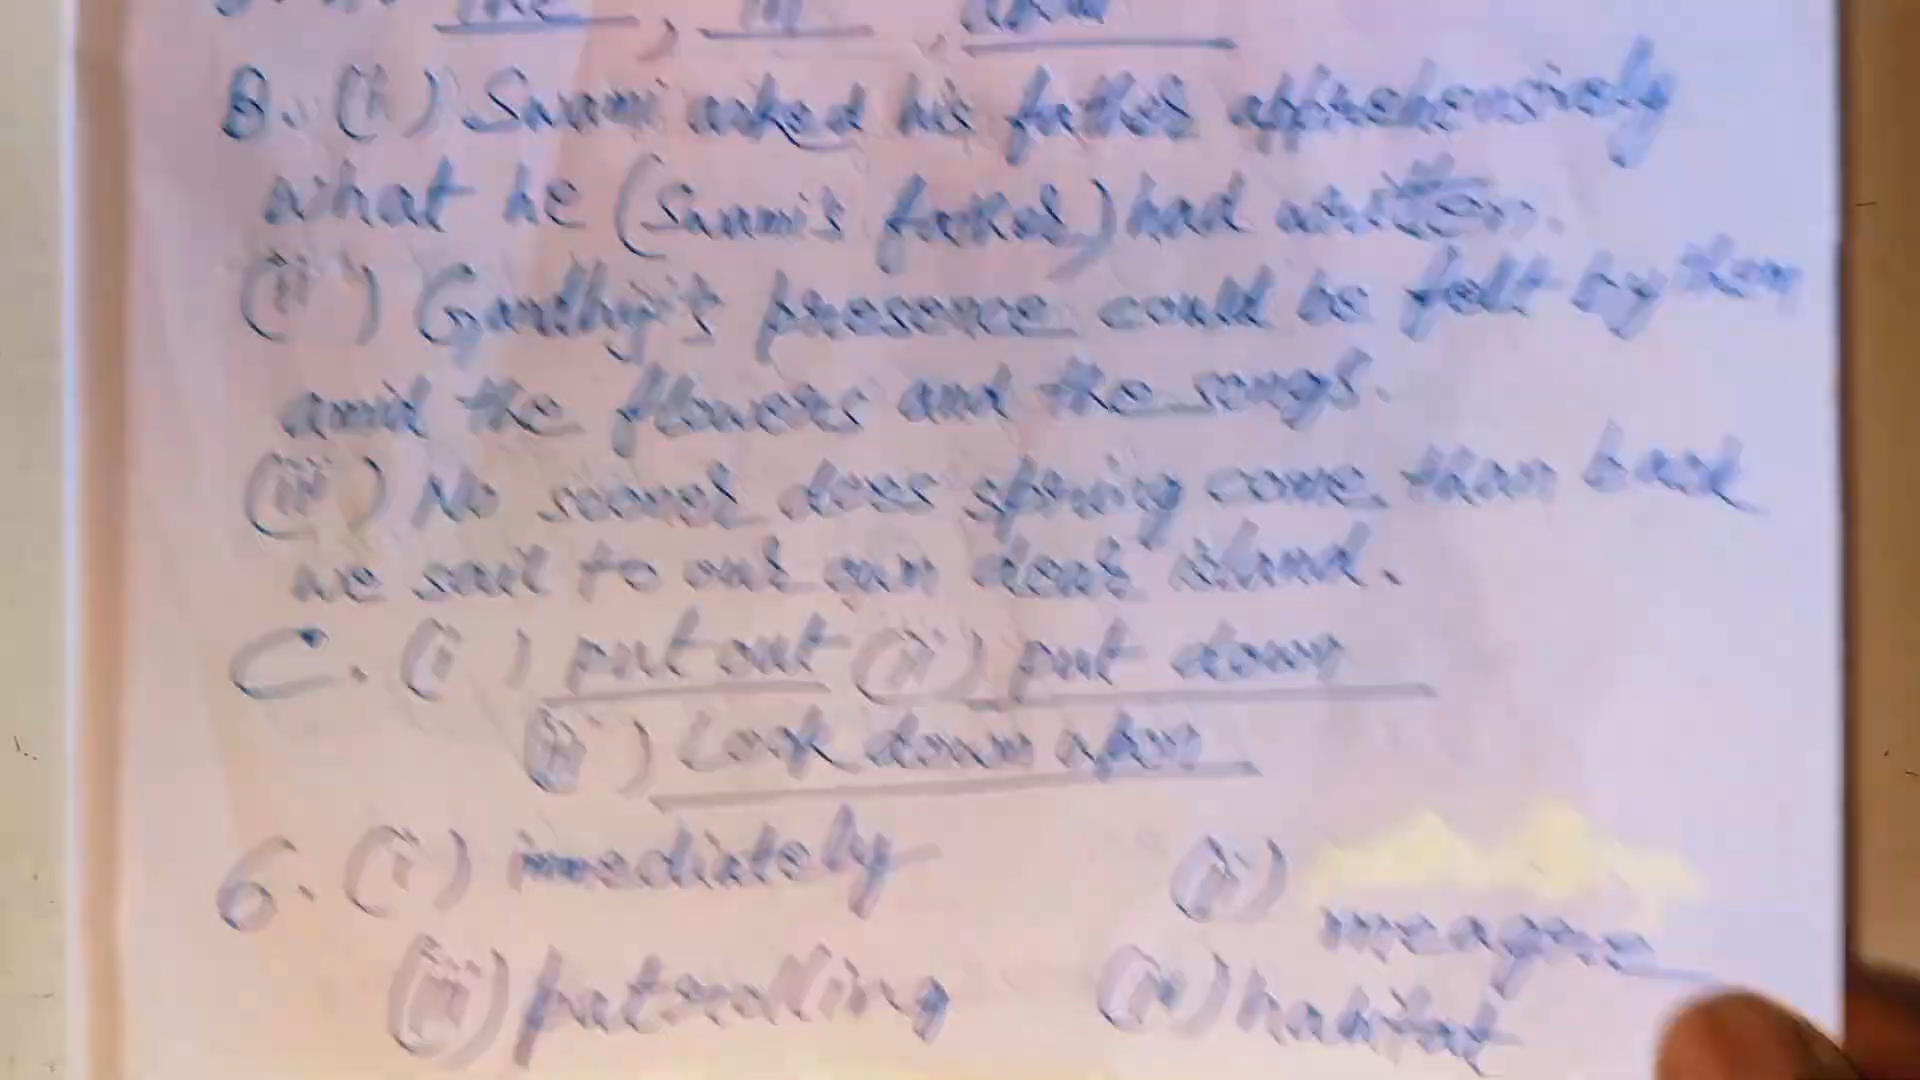 B. (i) Swami asked his father apprehensively
what he (Swami's father) had written.
(ii) Gandhiji's presence could be felt by them
amid the flowers and the songs.
(iii) No sooner does spring come than back
we sail to our own dear island.
C. (i) put out (ii) put down
(iii) Look down upon
6. (i) immediately (ii)
meagre
(iii) patrolling (iv) habitat